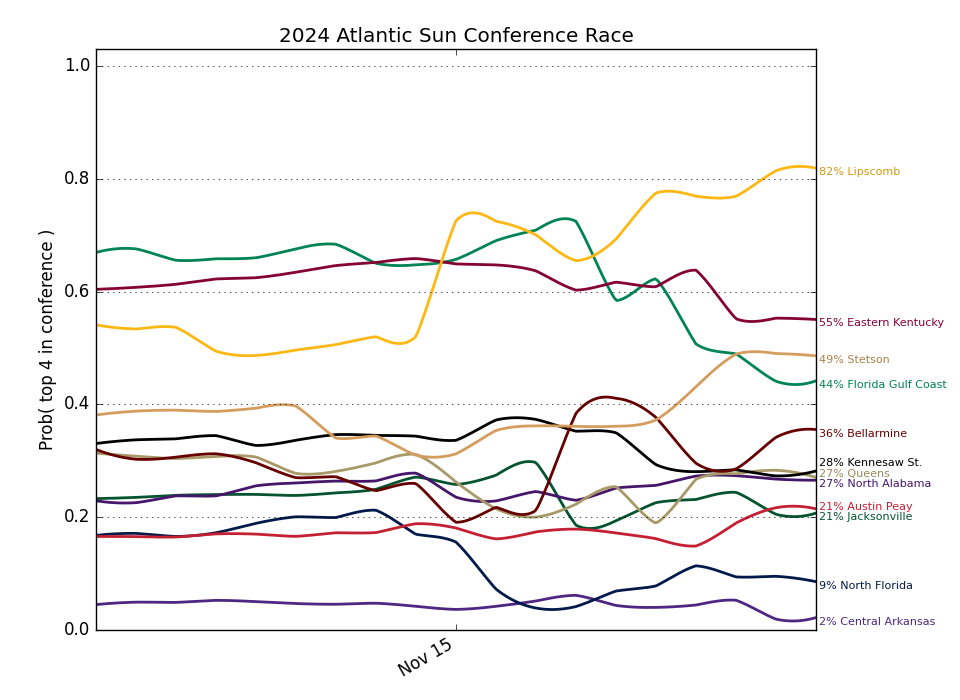 2024 Atlantic Sun Conference Race
Prob( top 4 in conference )
1.0
0.8
0.6
0.4
0.2
0.0
Nov 15
82% Lipscomb
55% Eastern Kentucky
49% Stetson
44% Florida Gulf Coast
36% Bellarmine
28% Kennesaw St.
27% Queens
27% North Alabama
21% Austin Peay
21% Jacksonville
9% North Florida
2% Central Arkansas